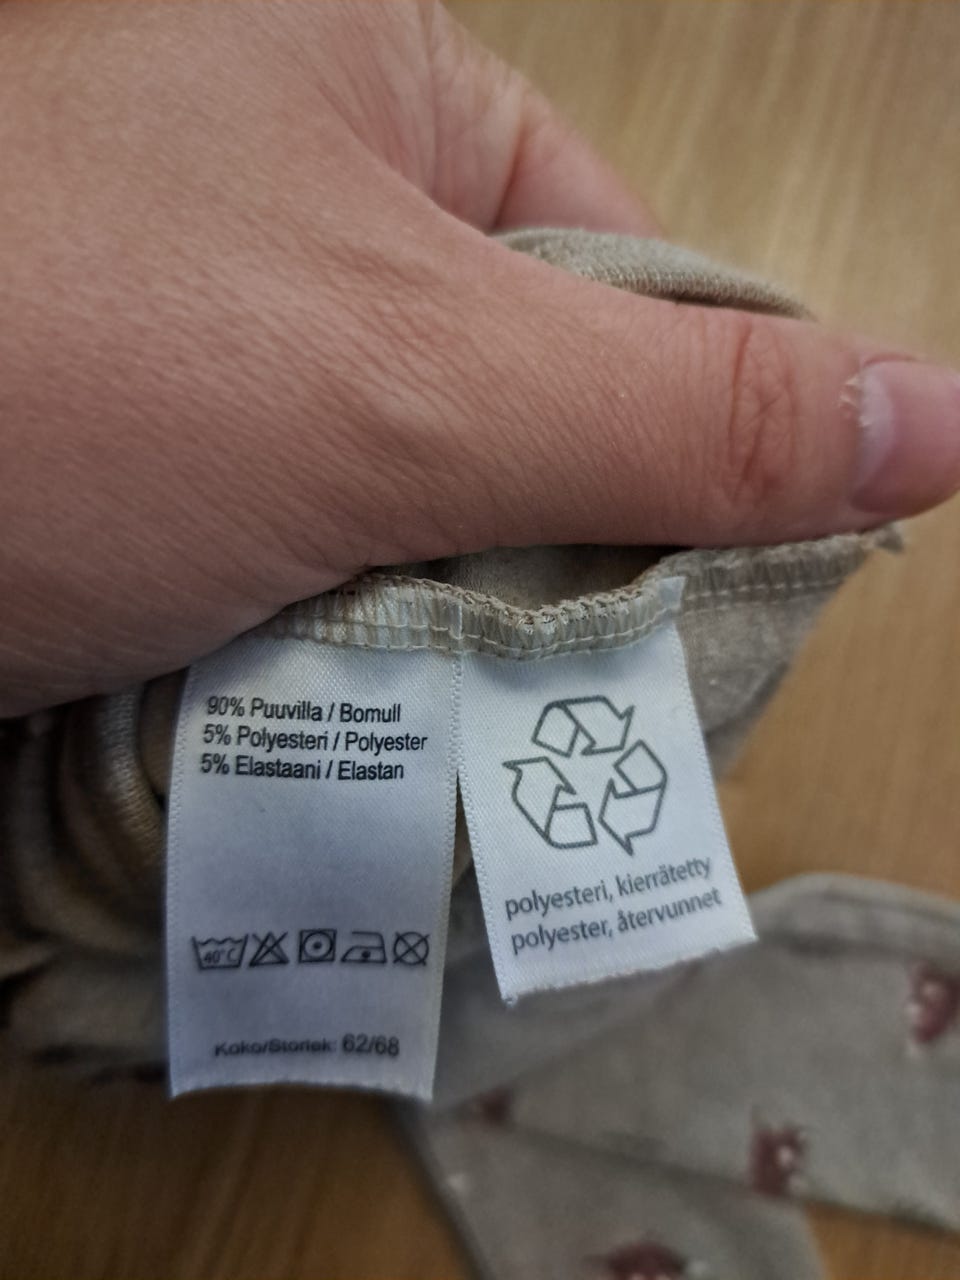 90% Puuvilla / Bomull
5% Polyesteri / Polyester
5% Elastaani / Elastan
40°C
Koko/Storlek: 62/68
polyesteri, kierrätetty
polyester, återvunnet